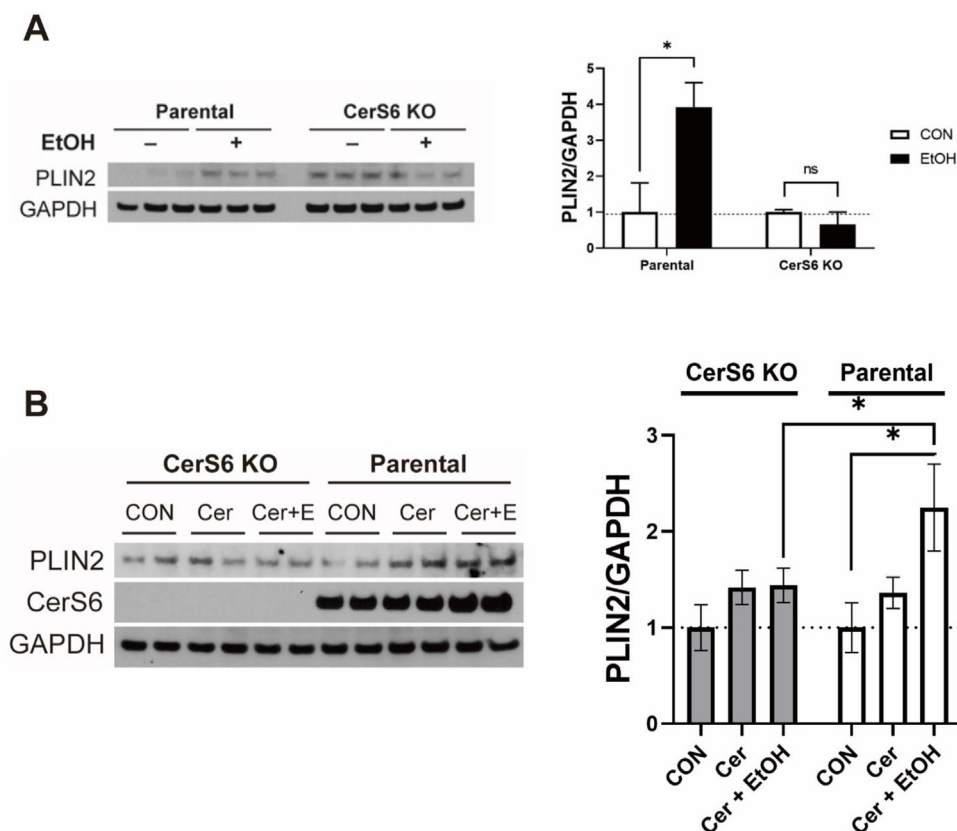 A
Parental CerS6 KO
EtOH – + – +
PLIN2
GAPDH
*
ns
PLIN2/GAPDH
5
4
3
2
1
0
Parental CerS6 KO
CON
EtOH
B
CerS6 KO Parental
CON Cer Cer+E CON Cer Cer+E
PLIN2
CerS6
GAPDH
CerS6 KO Parental
*
*
PLIN2/GAPDH
3
2
1
0
CON Cer Cer + EtOH CON Cer Cer + EtOH